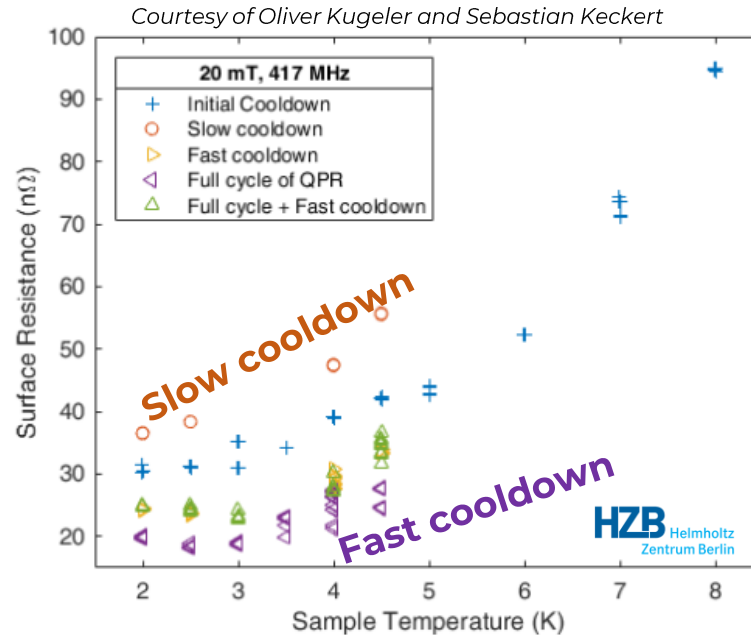 Courtesy of Oliver Kugeler and Sebastian Keckert
100
90
80
70
60
50
40
30
20
Surface Resistance (nΩ)
20 mT, 417 MHz
Initial Cooldown
Slow cooldown
Fast cooldown
Full cycle of QPR
Full cycle + Fast cooldown
Slow cooldown
Fast cooldown
HZB Helmholtz
Zentrum Berlin
2 3 4 5 6 7 8
Sample Temperature (K)